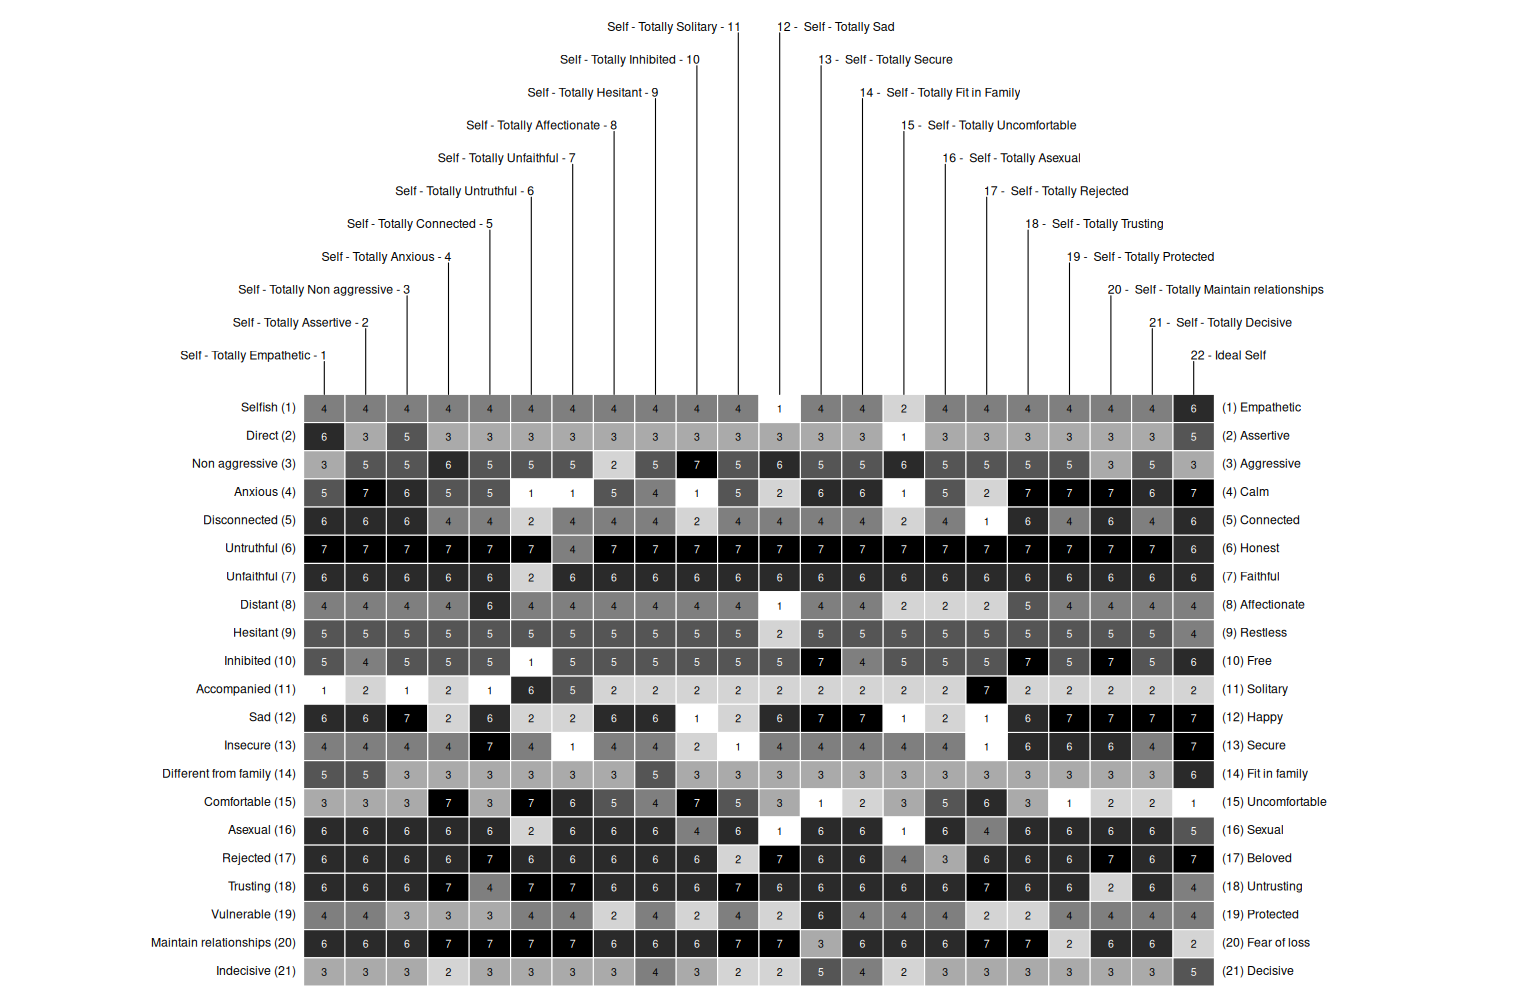 Self - Totally Solitary - 11 12 - Self - Totally Sad
Self - Totally Inhibited - 10 13 - Self - Totally Secure
Self - Totally Hesitant - 9 14 - Self - Totally Fit in Family
Self - Totally Affectionate - 8 15 - Self - Totally Uncomfortable
Self - Totally Unfaithful - 7 16 - Self - Totally Asexual
Self - Totally Untruthful - 6 17 - Self - Totally Rejected
Self - Totally Connected - 5 18 - Self - Totally Trusting
Self - Totally Anxious - 4 19 - Self - Totally Protected
Self - Totally Non aggressive - 3 20 - Self - Totally Maintain relationships
Self - Totally Assertive - 2 21 - Self - Totally Decisive
Self - Totally Empathetic - 1 22 - Ideal Self
Selfish (1) 4 4 4 4 4 4 4 4 4 4 4 1 4 4 2 4 4 4 4 4 4 6 (1) Empathetic
Direct (2) 6 3 5 3 3 3 3 3 3 3 3 3 3 3 1 3 3 3 3 3 3 5 (2) Assertive
Non aggressive (3) 3 5 5 6 5 5 5 2 5 7 5 6 5 5 6 5 5 5 5 3 5 3 (3) Aggressive
Anxious (4) 5 7 6 5 5 1 1 5 4 1 5 2 6 6 1 5 2 7 7 7 6 7 (4) Calm
Disconnected (5) 6 6 6 4 4 2 4 4 4 2 4 4 4 4 2 4 1 6 4 6 4 6 (5) Connected
Untruthful (6) 7 7 7 7 7 7 4 7 7 7 7 7 7 7 7 7 7 7 7 7 7 6 (6) Honest
Unfaithful (7) 6 6 6 6 6 2 6 6 6 6 6 6 6 6 6 6 6 6 6 6 6 6 (7) Faithful
Distant (8) 4 4 4 4 6 4 4 4 4 4 4 1 4 4 2 2 2 5 4 4 4 4 (8) Affectionate
Hesitant (9) 5 5 5 5 5 5 5 5 5 5 5 2 5 5 5 5 5 5 5 5 5 4 (9) Restless
Inhibited (10) 5 4 5 5 5 1 5 5 5 5 5 5 7 4 5 5 5 7 5 7 5 6 (10) Free
Accompanied (11) 1 2 1 2 1 6 5 2 2 2 2 2 2 2 2 2 7 2 2 2 2 2 (11) Solitary
Sad (12) 6 6 7 2 6 2 2 6 6 1 2 6 7 7 1 2 1 6 7 7 7 7 (12) Happy
Insecure (13) 4 4 4 4 7 4 1 4 4 2 1 4 4 4 4 4 1 6 6 6 4 7 (13) Secure
Different from family (14) 5 5 3 3 3 3 3 3 5 3 3 3 3 3 3 3 3 3 3 3 3 6 (14) Fit in family
Comfortable (15) 3 3 3 7 3 7 6 5 4 7 5 3 1 2 3 5 6 3 1 2 2 1 (15) Uncomfortable
Asexual (16) 6 6 6 6 6 2 6 6 6 4 6 1 6 6 1 6 4 6 6 6 6 5 (16) Sexual
Rejected (17) 6 6 6 6 7 6 6 6 6 6 2 7 6 6 4 3 6 6 6 7 6 7 (17) Beloved
Trusting (18) 6 6 6 7 4 7 7 6 6 6 7 6 6 6 6 6 7 6 6 2 6 4 (18) Untrusting
Vulnerable (19) 4 4 3 3 3 4 4 2 4 2 4 2 6 4 4 4 2 2 4 4 4 4 (19) Protected
Maintain relationships (20) 6 6 6 7 7 7 7 6 6 6 7 7 3 6 6 6 7 7 2 6 6 2 (20) Fear of loss
Indecisive (21) 3 3 3 2 3 3 3 3 4 3 2 2 5 4 2 3 3 3 3 3 3 5 (21) Decisive